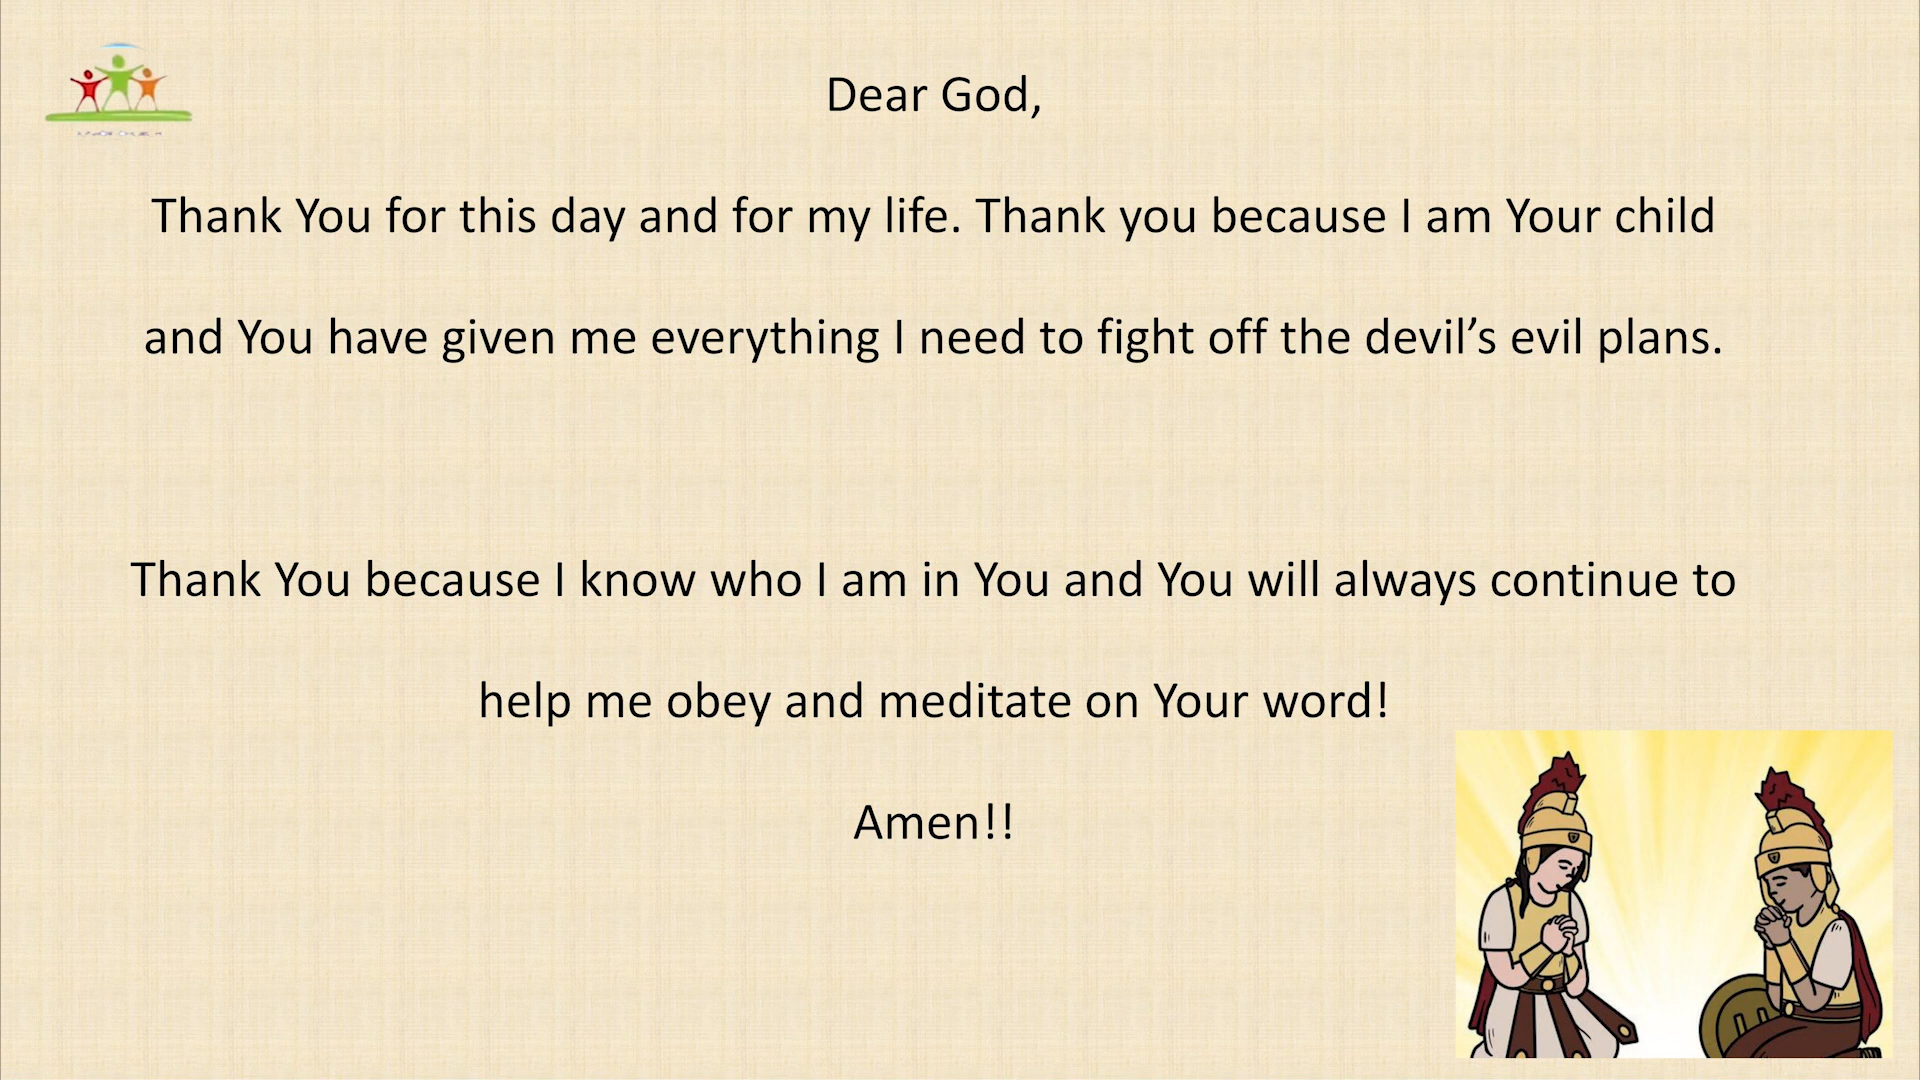 Dear God,
Thank You for this day and for my life. Thank you because I am Your child
and You have given me everything I need to fight off the devil’s evil plans.
Thank You because I know who I am in You and You will always continue to
help me obey and meditate on Your word!
Amen!!